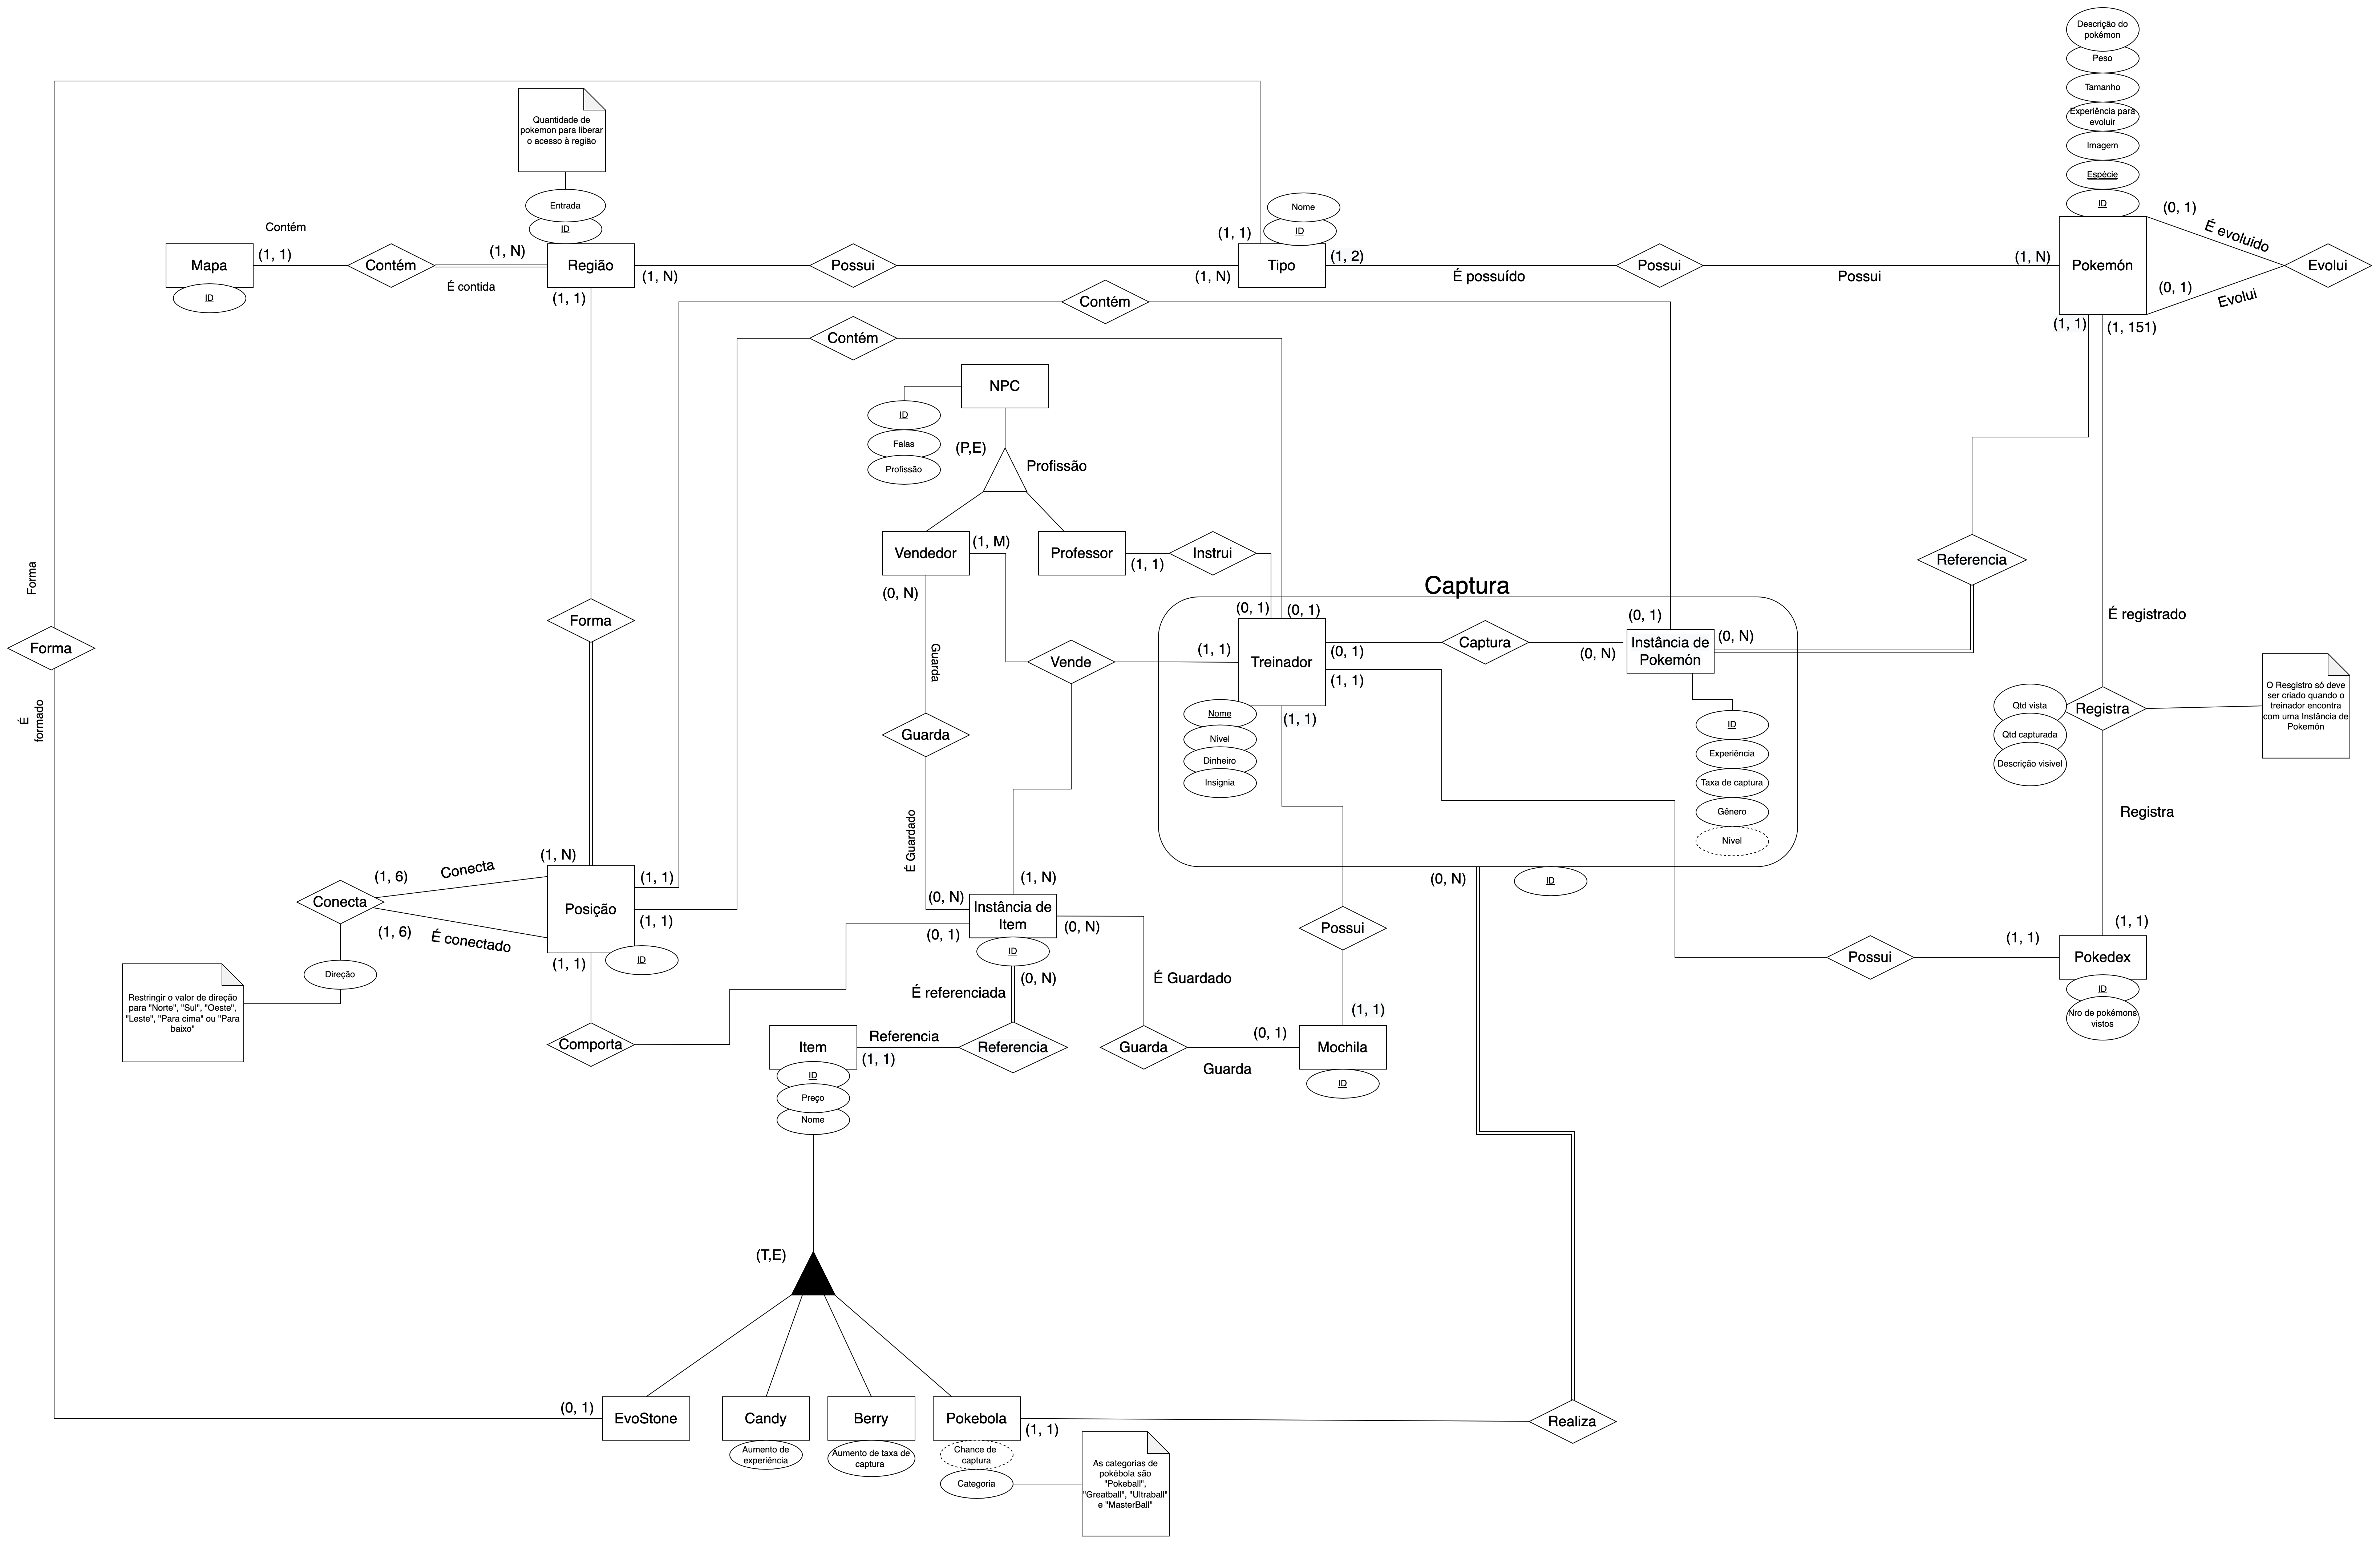 Descrição do
pokémon
Peso
Tamanho
Experiência para
evoluir
Imagem
Espécie
ID
Quantidade de
pokemon para liberar
o acesso à região
Entrada
ID
Nome
ID
Contém
Mapa
(1, 1)
Contém
(1, N)
É contida
Região
(1, N)
(1, 1)
Possui
(1, N)
(1, 1)
Tipo
(1, 2)
É possuído
Possui
Possui
(1, N)
Pokemón
(0, 1)
É evoluido
(0, 1)
Evolui
Evolui
(1, 1)
(1, 151)
ID
Contém
Contém
NPC
ID
Falas
Profissão
(P,E)
Profissão
Vendedor
(1, M)
(0, N)
Professor
(1, 1)
Instrui
Referencia
Captura
Forma
Forma
É
formado
Forma
Guarda
Guarda
É Guardado
Vende
(0, 1)
(0, 1)
(1, 1)
Treinador
(0, 1)
(1, 1)
(1, 1)
Nome
Nível
Dinheiro
Insignia
Captura
(0, 1)
(0, N)
Instância de
Pokemón
(0, N)
ID
Experiência
Taxa de captura
Gênero
Nível
É registrado
Qtd vista
Qtd capturada
Descrição visivel
Registra
O Resgistro só deve
ser criado quando o
treinador encontra
com uma Instância de
Pokemón
Registra
(1, N)
(1, 6)
Conecta
Conecta
(1, 6)
É conectado
Posição
(1, 1)
(1, 1)
(1, 1)
ID
Direção
Restringir o valor de direção
para "Norte", "Sul", "Oeste",
"Leste", "Para cima" ou "Para
baixo"
Comporta
(1, N)
(0, N)
Instância de
Item
(0, 1)
(0, N)
ID
(0, N)
É referenciada
É Guardado
Possui
(0, N)
ID
Possui
(1, 1)
(1, 1)
Pokedex
ID
Nro de pokémons
vistos
Item
Referencia
(1, 1)
Referencia
ID
Preço
Nome
Guarda
(0, 1)
Guarda
(1, 1)
Mochila
ID
(T,E)
(0, 1)
EvoStone
Candy
Aumento de
experiência
Berry
Aumento de taxa de
captura
Pokebola
(1, 1)
Chance de
captura
Categoria
As categorias de
pokébola são
"Pokeball",
"Greatball", "Ultraball"
e "MasterBall"
Realiza